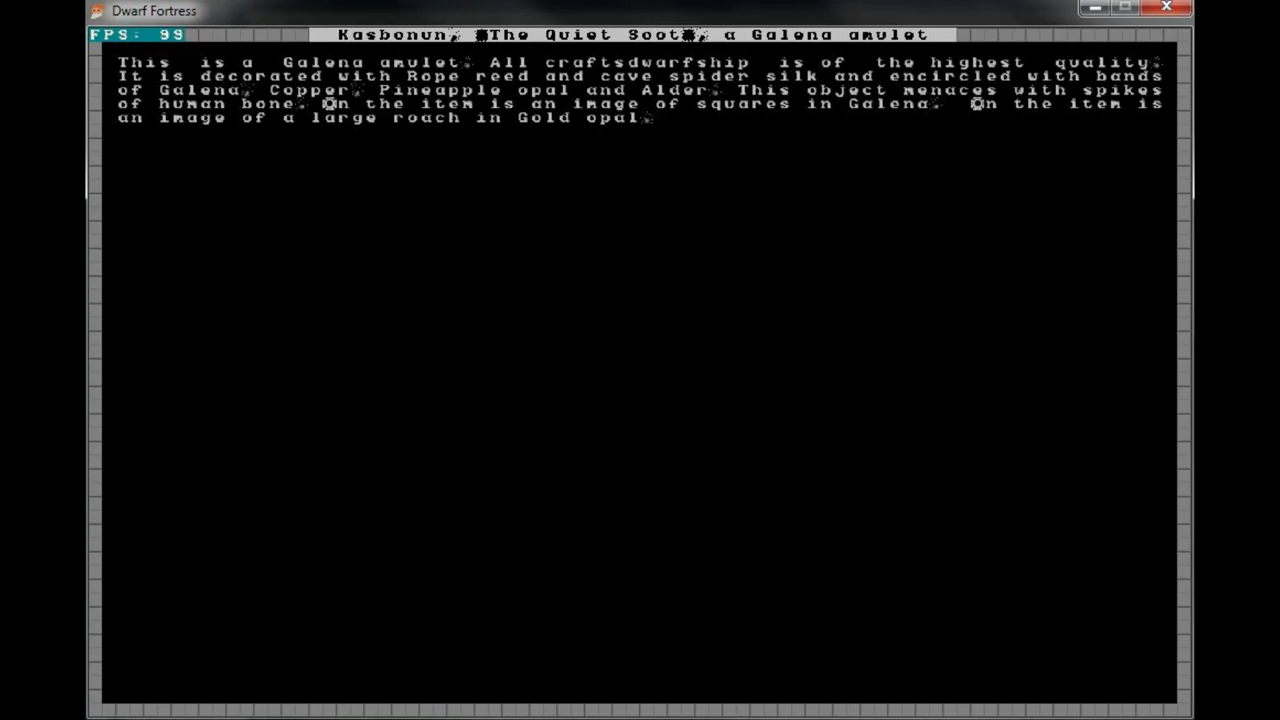 Dwarf Fortress
FPS: 99
Kasbonun, "The Quiet Soot", a Galena amulet
This is a Galena amulet. All craftsdwarfship is of the highest quality.
It is decorated with Rope reed and cave spider silk and encircled with bands
of Galena, Copper, Pineapple opal and Alder. This object menaces with spikes
of human bone. On the item is an image of squares in Galena. On the item is
an image of a large roach in Gold opal.